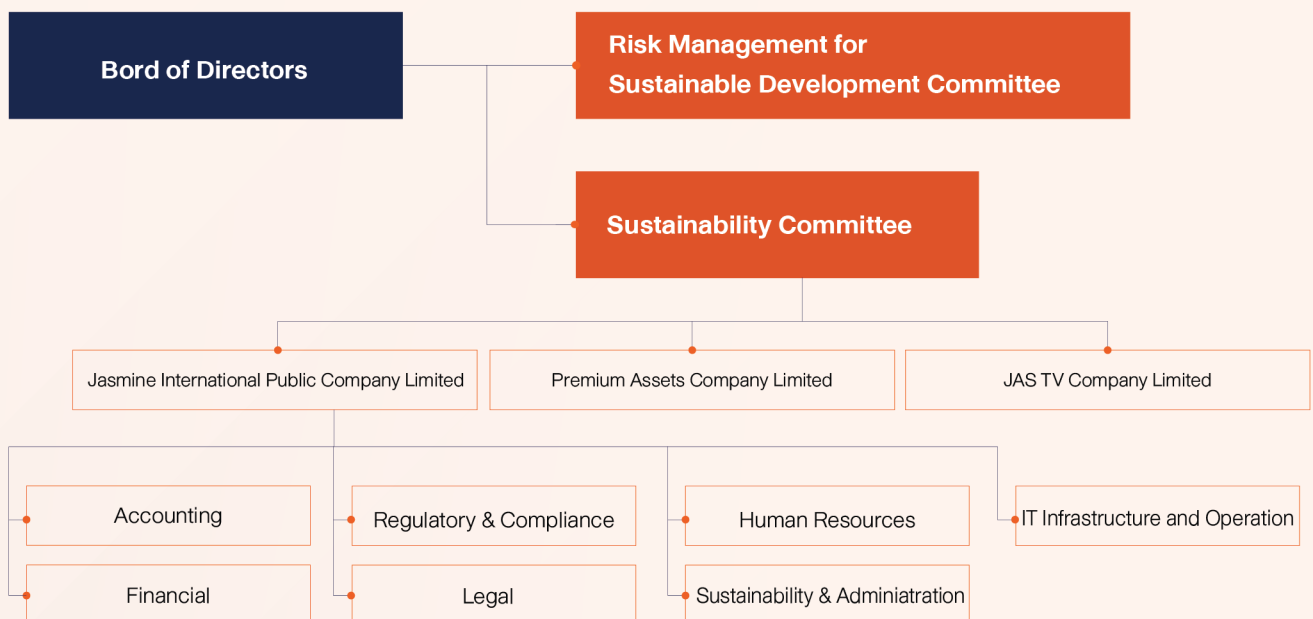 Bord of Directors
Risk Management for
Sustainable Development Committee
Sustainability Committee
Jasmine International Public Company Limited
Premium Assets Company Limited
JAS TV Company Limited
Accounting
Regulatory & Compliance
Human Resources
IT Infrastructure and Operation
Financial
Legal
Sustainability & Adminiatration